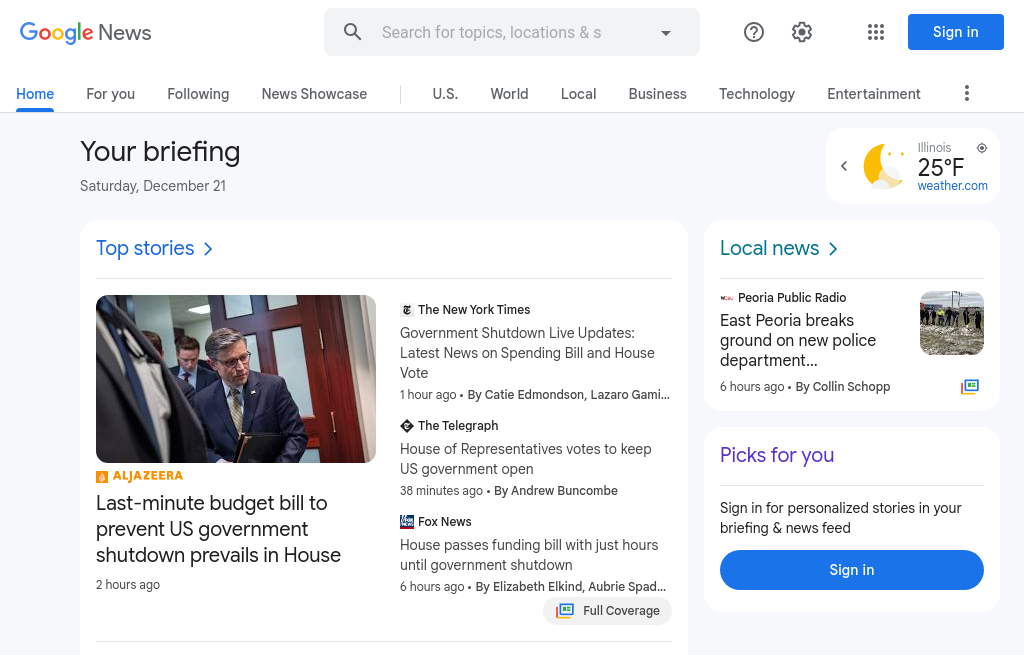 Google News
Search for topics, locations & s
Sign in
Home
For you
Following
News Showcase
U.S.
World
Local
Business
Technology
Entertainment
Your briefing
Saturday, December 21
Illinois
25°F
weather.com
Top stories
ALJAZEERA
Last-minute budget bill to
prevent US government
shutdown prevails in House
2 hours ago
The New York Times
Government Shutdown Live Updates:
Latest News on Spending Bill and House
Vote
1 hour ago • By Catie Edmondson, Lazaro Gami...
The Telegraph
House of Representatives votes to keep
US government open
38 minutes ago • By Andrew Buncombe
Fox News
House passes funding bill with just hours
until government shutdown
6 hours ago • By Elizabeth Elkind, Aubrie Spad...
Full Coverage
Local news
Peoria Public Radio
East Peoria breaks
ground on new police
department...
6 hours ago • By Collin Schopp
Picks for you
Sign in for personalized stories in your
briefing & news feed
Sign in